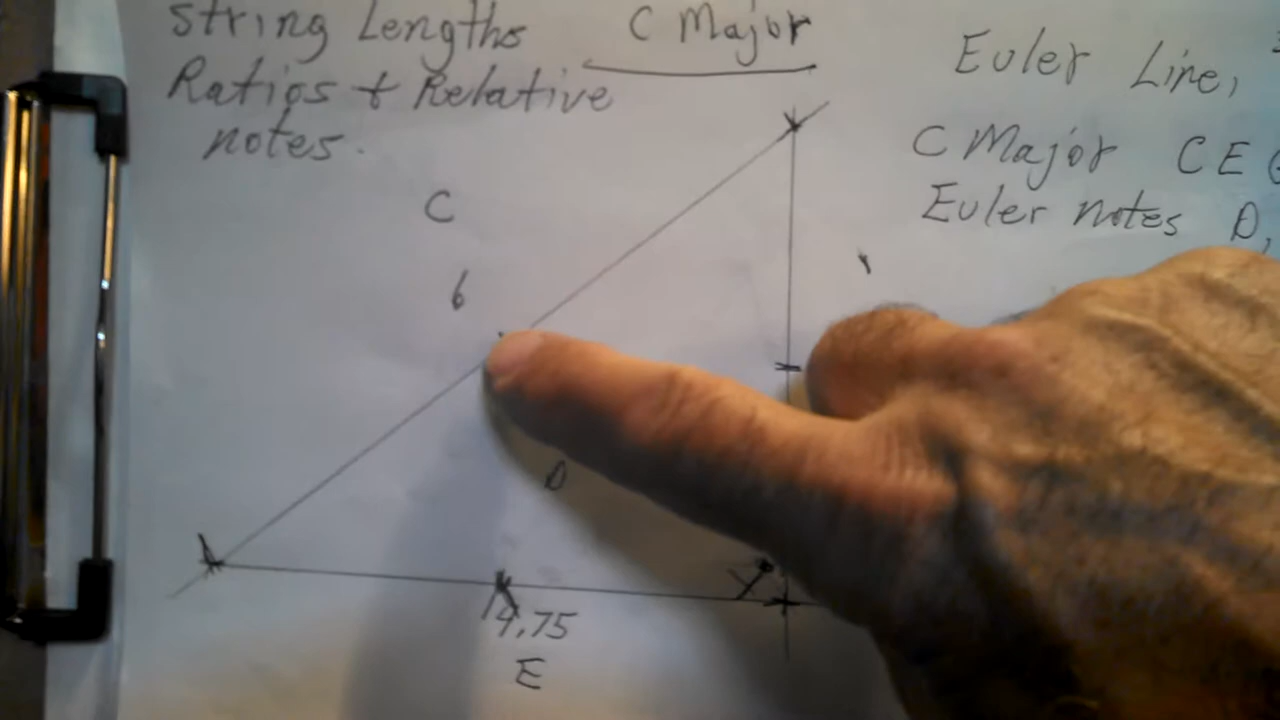 String Lengths
Ratios + Relative
notes.
C Major
Euler Line,
C Major C E G
Euler notes D,
C
6
D
4,75
E